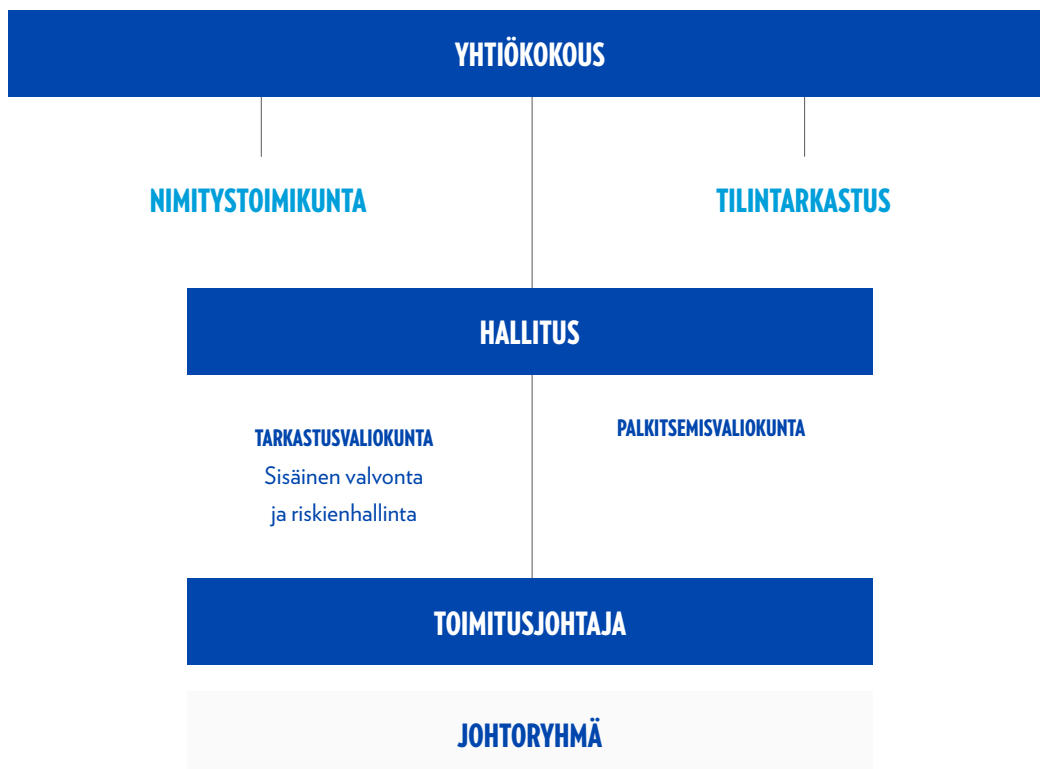 YHTIÖKOKOUS
NIMITYSTOIMIKUNTA
TILINTARKASTUS
HALLITUS
TARKASTUSVALIOKUNTA
Sisäinen valvonta
ja riskienhallinta
PALKITSEMISVALIOKUNTA
TOIMITUSJOHTAJA
JOHTORYHMÄ